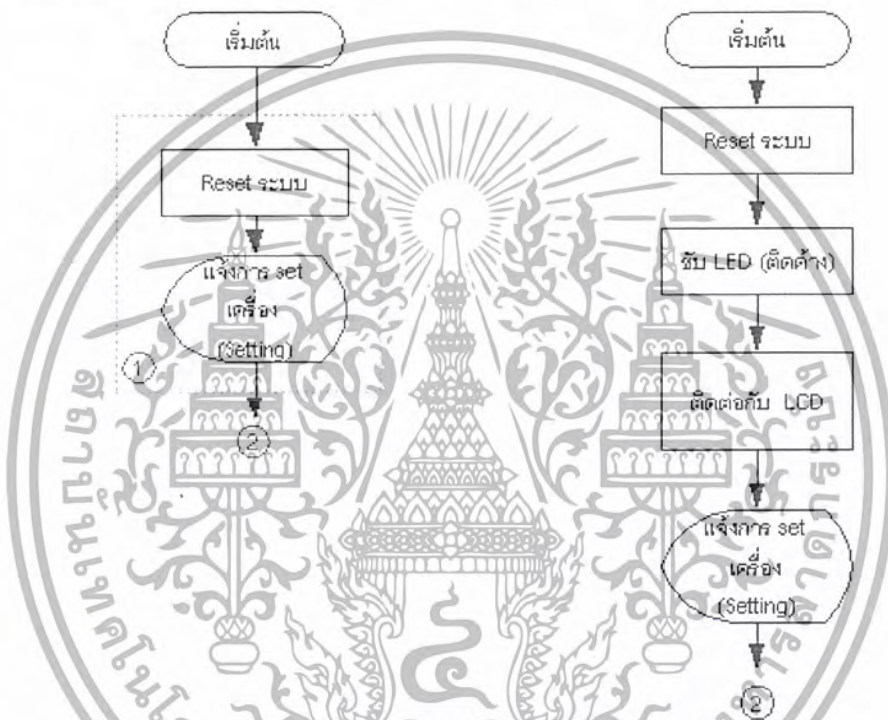 เริ่มต้น
Reset ระบบ
แจ้งการ set
เครื่อง
(Setting)
1
2
เริ่มต้น
Reset ระบบ
ขับ LED (ติดค้าง)
ติดต่อกับ LCD
แจ้งการ set
เครื่อง
(Setting)
2